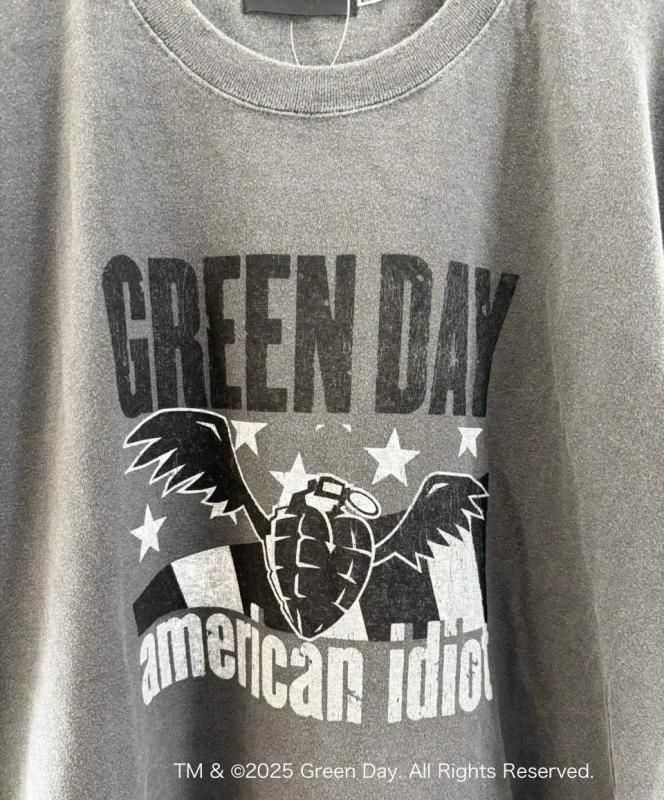 GREEN DAY
american idiot
TM & ©2025 Green Day. All Rights Reserved.